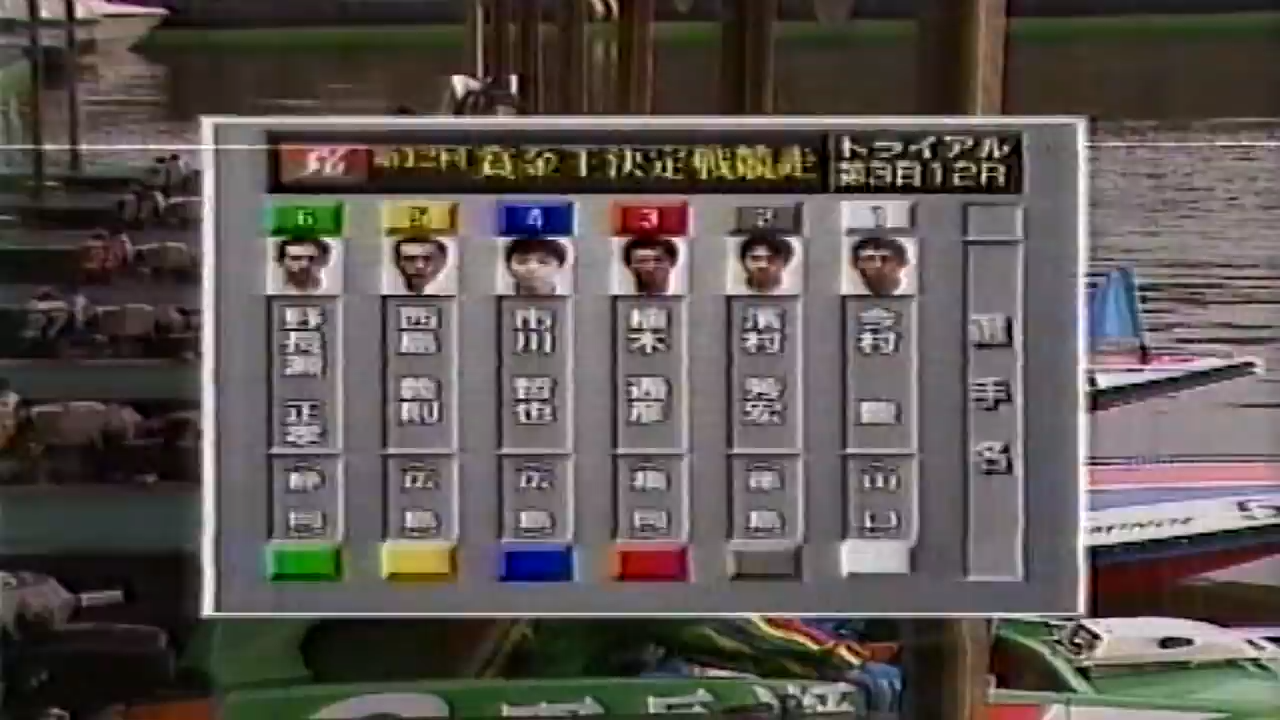 第12回 賞金王決定戦競走
トライアル
第3日12R
選手名
1
今村 豊
山口
2
濱村 芳宏
徳島
3
植木 通彦
福岡
4
市川 哲也
広島
5
西島 義則
広島
6
野長瀬 正孝
静岡